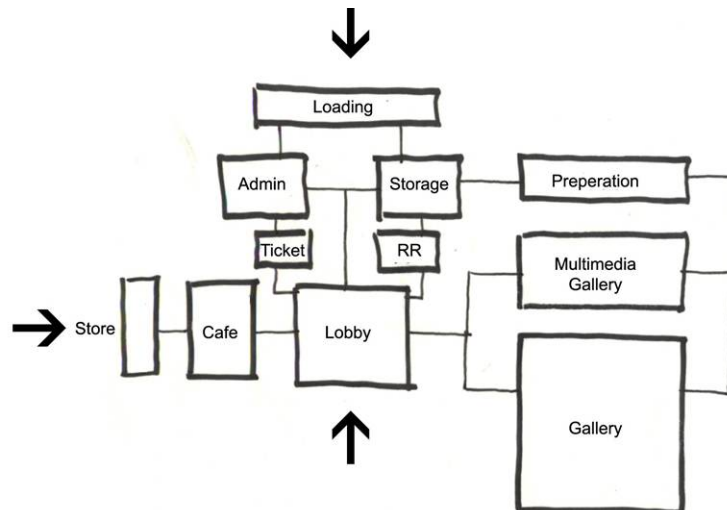 Loading
Admin
Storage
Preperation
Ticket
RR
Multimedia
Gallery
Store
Cafe
Lobby
Gallery